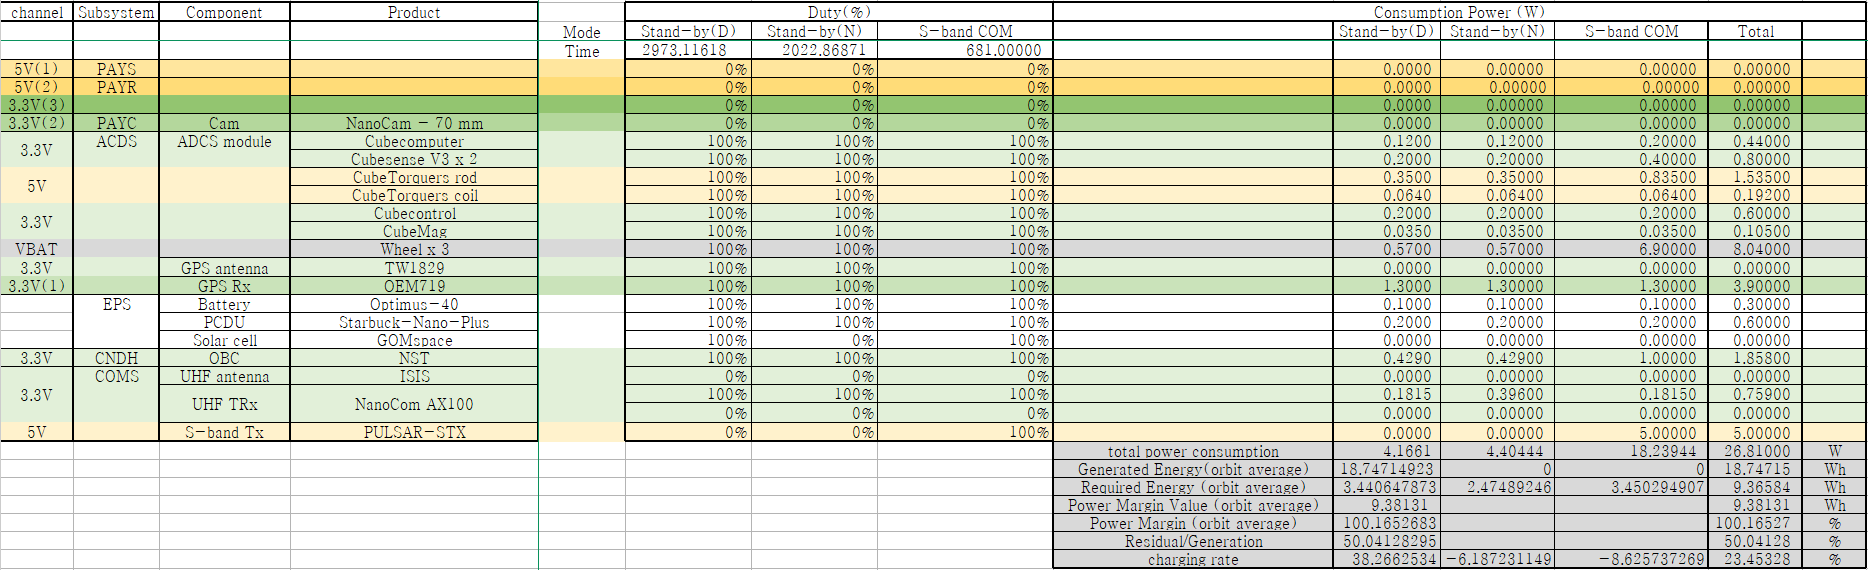 channel Subsystem Component Product Duty(%) Consumption Power (W)
Mode Stand-by(D) Stand-by(N) S-band COM Stand-by(D) Stand-by(N) S-band COM Total
Time 2973.11618 2022.86871 681.00000
5V(1) PAYS 0% 0% 0% 0.0000 0.00000 0.00000 0.00000
5V(2) PAYR 0% 0% 0% 0.0000 0.00000 0.00000 0.00000
3.3V(3) 0% 0% 0% 0.0000 0.00000 0.00000 0.00000
3.3V(2) PAYC Cam NanoCam - 70 mm 0% 0% 0% 0.0000 0.00000 0.00000 0.00000
3.3V ACDS ADCS module Cubecomputer 100% 100% 100% 0.1200 0.12000 0.20000 0.44000
Cubesense V3 x 2 100% 100% 100% 0.2000 0.20000 0.40000 0.80000
5V CubeTorquers rod 100% 100% 100% 0.3500 0.35000 0.83500 1.53500
CubeTorquers coil 100% 100% 100% 0.0640 0.06400 0.06400 0.19200
3.3V Cubecontrol 100% 100% 100% 0.2000 0.20000 0.20000 0.60000
CubeMag 100% 100% 100% 0.0350 0.03500 0.03500 0.10500
VBAT Wheel x 3 100% 100% 100% 0.5700 0.57000 6.90000 8.04000
3.3V GPS antenna TW1829 100% 100% 100% 0.0000 0.00000 0.00000 0.00000
3.3V(1) GPS Rx OEM719 100% 100% 100% 1.3000 1.30000 1.30000 3.90000
EPS Battery Optimus-40 100% 100% 100% 0.1000 0.10000 0.10000 0.30000
PCDU Starbuck-Nano-Plus 100% 100% 100% 0.2000 0.20000 0.20000 0.60000
Solar cell GOMspace 100% 0% 100% 0.0000 0.00000 0.00000 0.00000
3.3V CNDH OBC NST 100% 100% 100% 0.4290 0.42900 1.00000 1.85800
3.3V COMS UHF antenna ISIS 0% 0% 0% 0.0000 0.00000 0.00000 0.00000
UHF TRx NanoCom AX100 100% 100% 100% 0.1815 0.39600 0.18150 0.75900
0% 0% 0% 0.0000 0.00000 0.00000 0.00000
5V S-band Tx PULSAR-STX 0% 0% 100% 0.0000 0.00000 5.00000 5.00000
total power consumption 4.1661 4.40444 18.23944 26.81000 W
Generated Energy(orbit average) 18.74714923 0 0 18.74715 Wh
Required Energy (orbit average) 3.440647873 2.47489246 3.450294907 9.36584 Wh
Power Margin Value (orbit average) 9.38131 9.38131 Wh
Power Margin (orbit average) 100.1652683 100.16527 %
Residual/Generation 50.04128295 50.04128 %
charging rate 38.2662534 -6.187231149 -8.625737269 23.45328 %